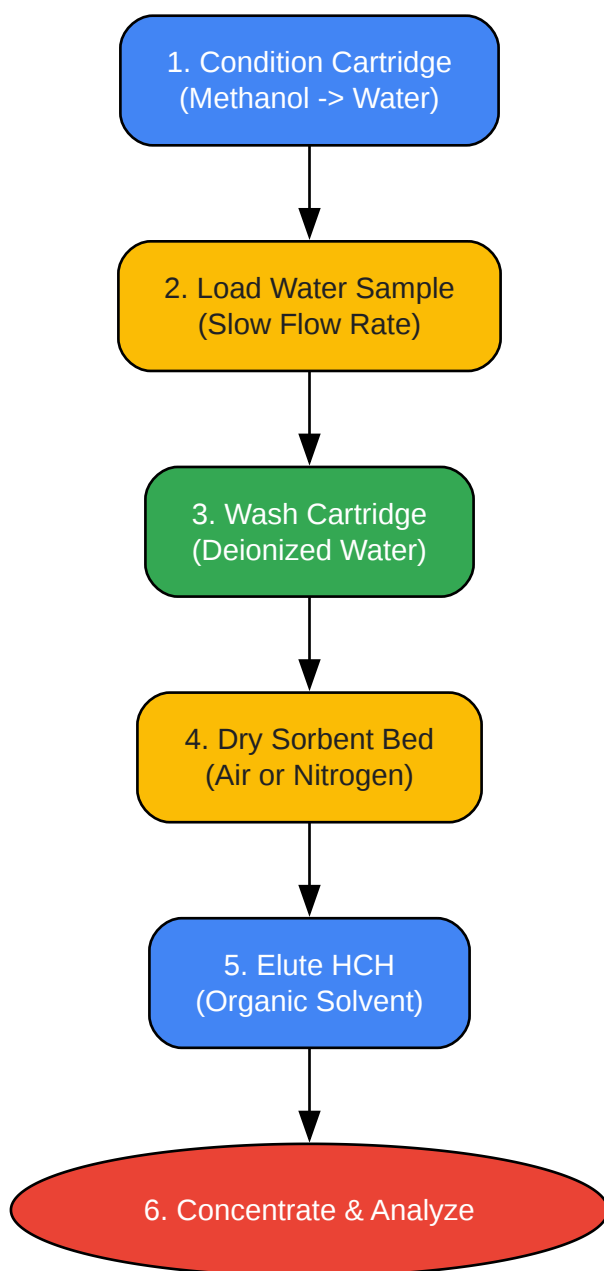 1. Condition Cartridge
(Methanol -> Water)
2. Load Water Sample
(Slow Flow Rate)
3. Wash Cartridge
(Deionized Water)
4. Dry Sorbent Bed
(Air or Nitrogen)
5. Elute HCH
(Organic Solvent)
6. Concentrate & Analyze